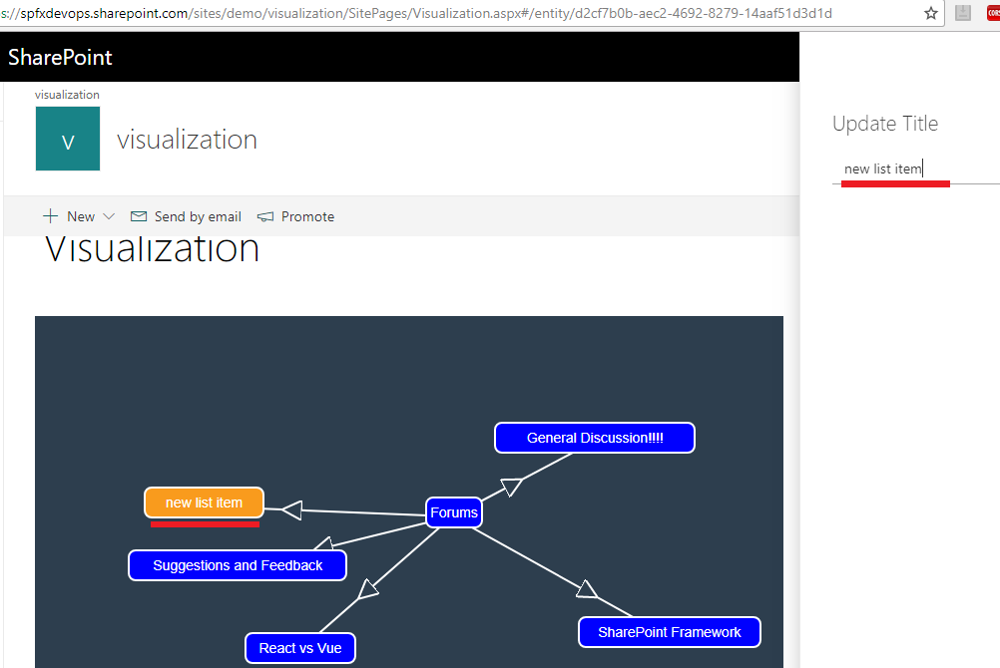 s://spfxdevops.sharepoint.com/sites/demo/visualization/SitePages/Visualization.aspx#/entity/d2cf7b0b-aec2-4692-8279-14aaf51d3d1d
CORS
SharePoint
visualization
V
visualization
Update Title
new list item
New
Send by email
Promote
Visualization
General Discussion!!!!
new list item
Forums
Suggestions and Feedback
SharePoint Framework
React vs Vue